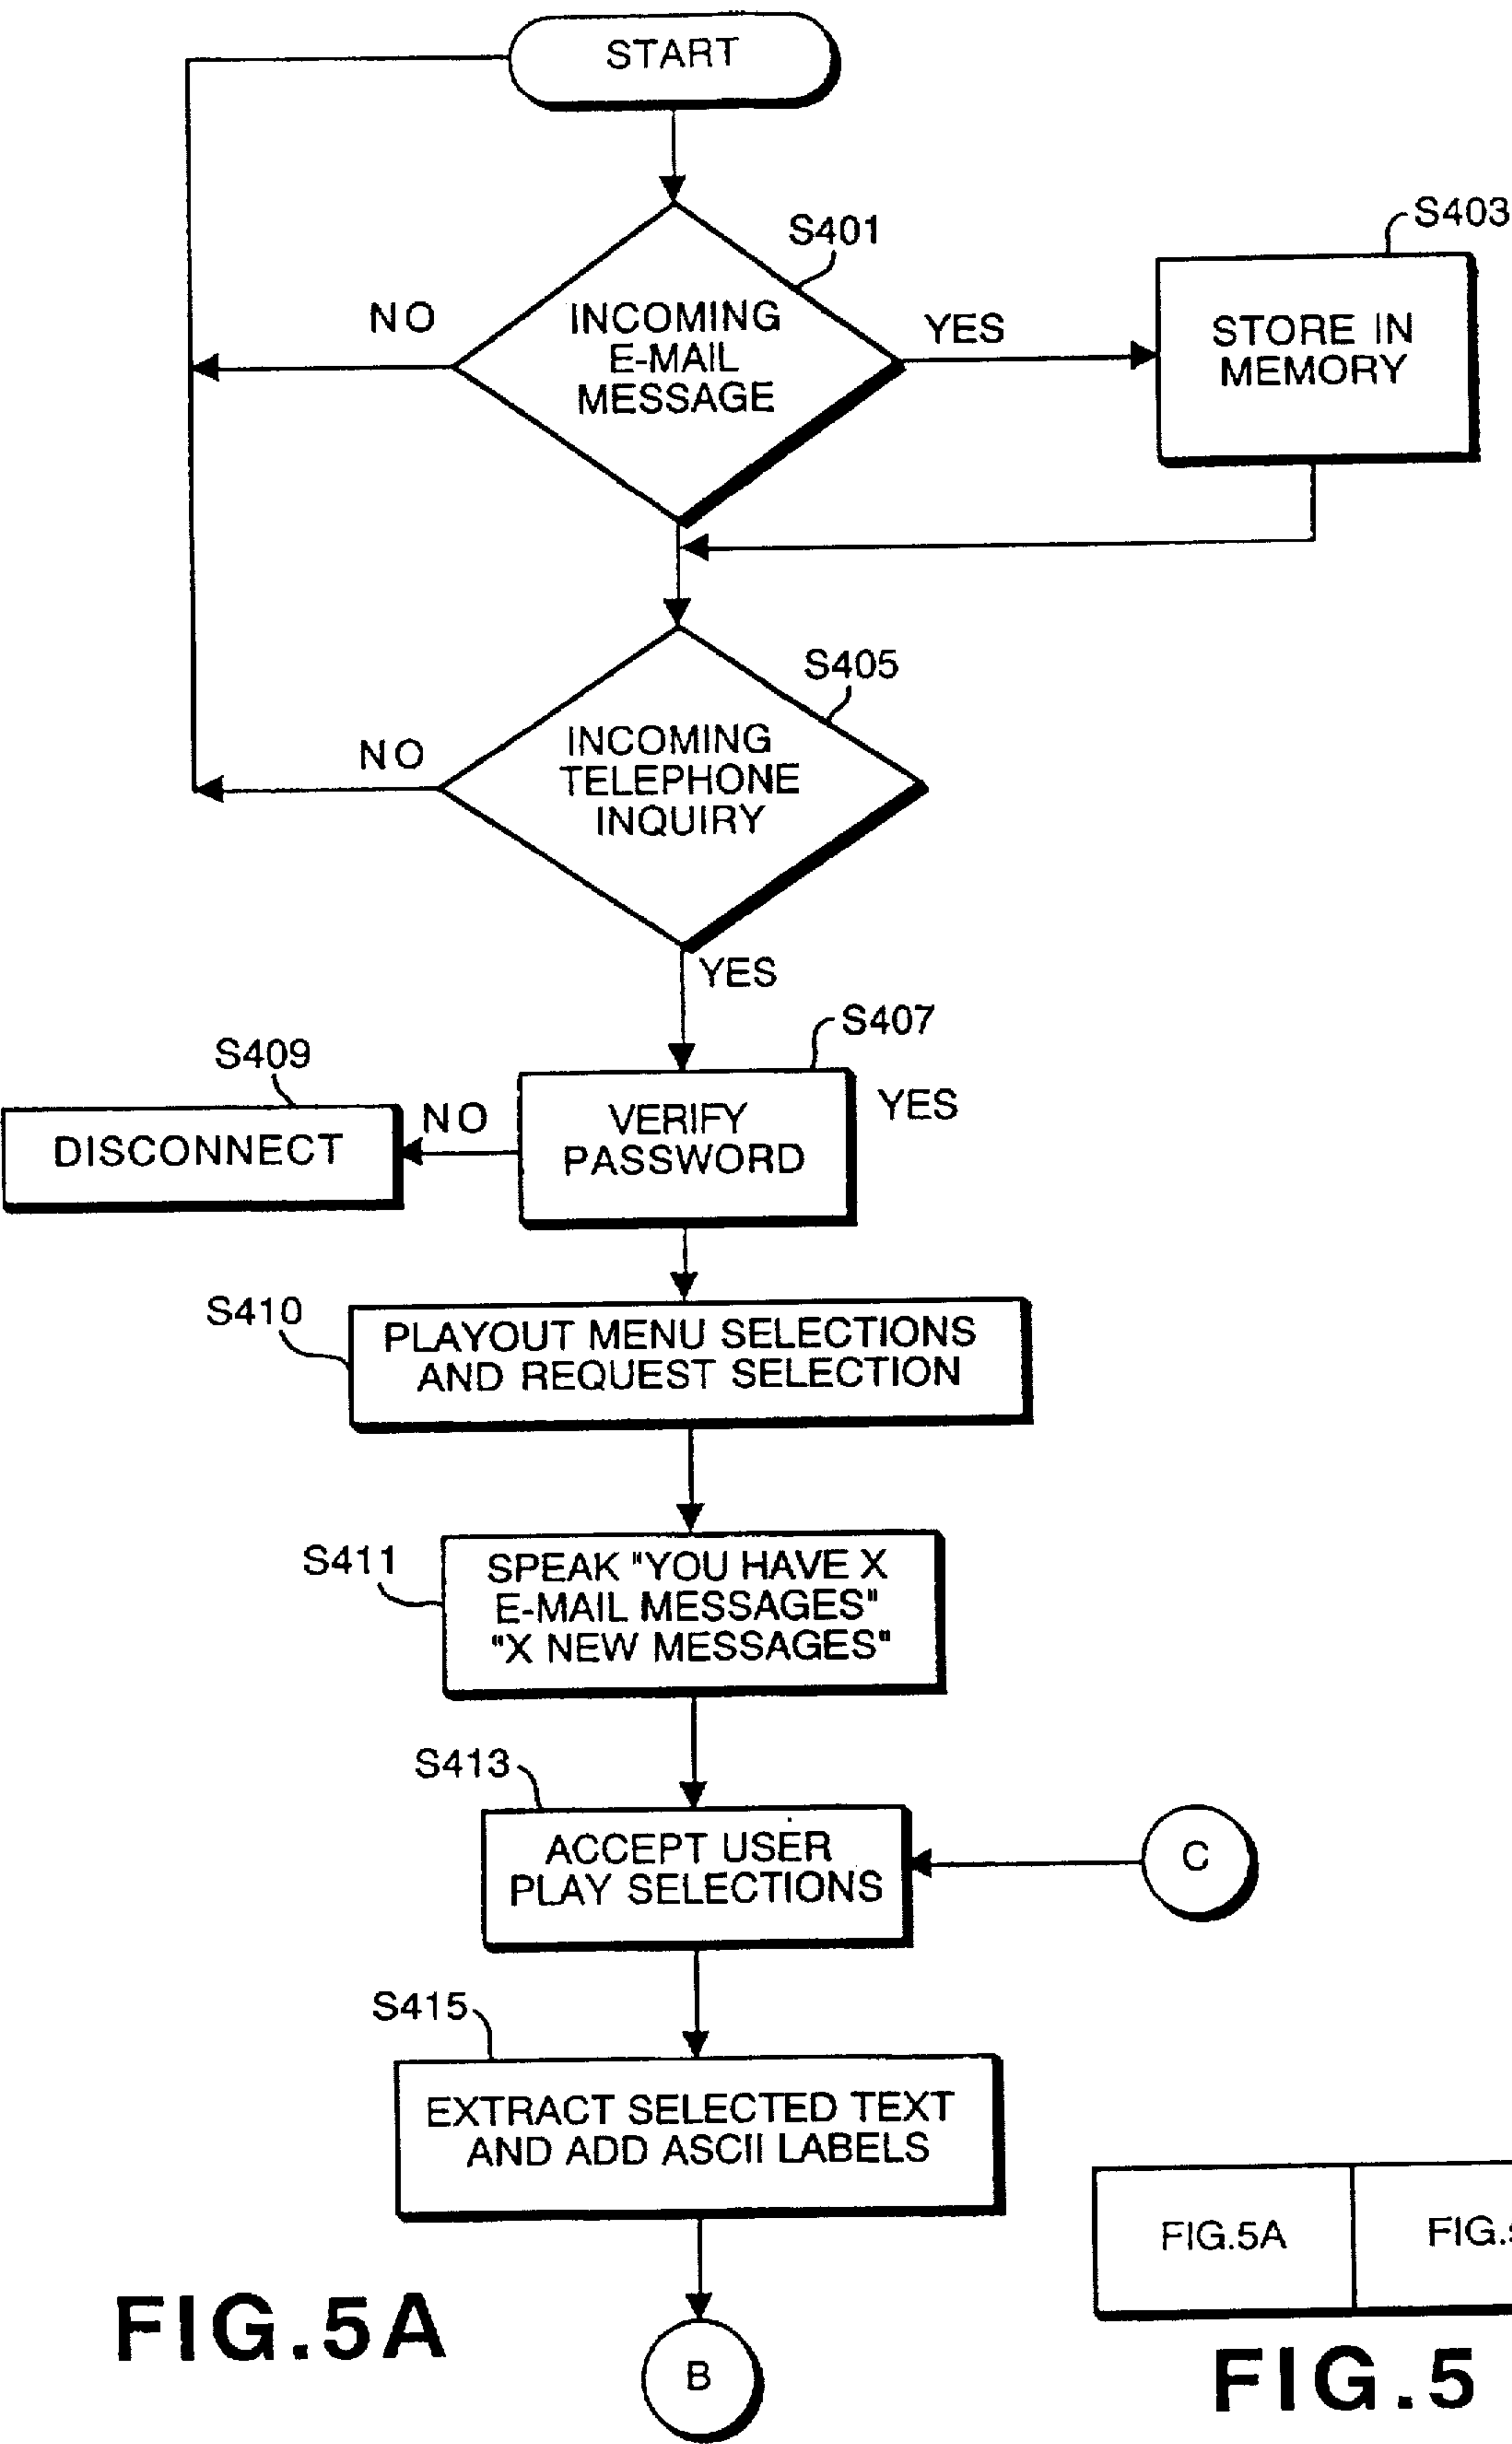 START
S401
S403
NO
INCOMING
E-MAIL
MESSAGE
YES
STORE IN
MEMORY
S405
NO
INCOMING
TELEPHONE
INQUIRY
YES
S407
S409
DISCONNECT
NO
VERIFY
PASSWORD
YES
S410
PLAYOUT MENU SELECTIONS
AND REQUEST SELECTION
S411
SPEAK "YOU HAVE X
E-MAIL MESSAGES"
"X NEW MESSAGES"
S413
ACCEPT USER
PLAY SELECTIONS
C
S415
EXTRACT SELECTED TEXT
AND ADD ASCII LABELS
FIG.5A
FIG.
FIG.5A
B
FIG.5